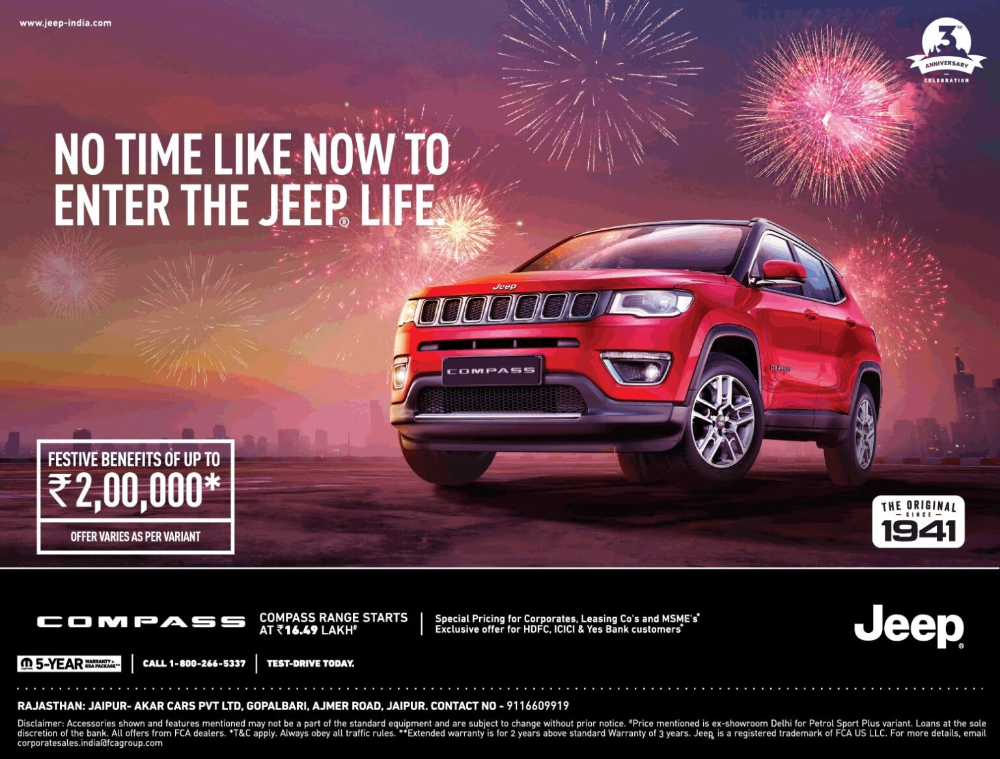 www.jeep-india.com
3RD
ANNIVERSARY
CELEBRATION
NO TIME LIKE NOW TO
ENTER THE JEEP® LIFE.
Jeep
COMPASS
FESTIVE BENEFITS OF UP TO
₹2,00,000*
OFFER VARIES AS PER VARIANT
THE ORIGINAL
SINCE
1941
COMPASS
COMPASS RANGE STARTS
AT ₹16.49 LAKH#
Special Pricing for Corporates, Leasing Co's and MSME's*
Exclusive offer for HDFC, ICICI & Yes Bank customers*
Jeep®
5-YEAR WARRANTY+
RSA PACKAGE**
CALL 1-800-266-5337
TEST-DRIVE TODAY.
RAJASTHAN: JAIPUR- AKAR CARS PVT LTD, GOPALBARI, AJMER ROAD, JAIPUR. CONTACT NO - 9116609919
Disclaimer: Accessories shown and features mentioned may not be a part of the standard equipment and are subject to change without prior notice. #Price mentioned is ex-showroom Delhi for Petrol Sport Plus variant. Loans at the sole
discretion of the bank. All offers from FCA dealers. *T&C apply. Always obey all traffic rules. **Extended warranty is for 2 years above standard Warranty of 3 years. Jeep® is a registered trademark of FCA US LLC. For more details, email
corporatesales.india@fcagroup.com